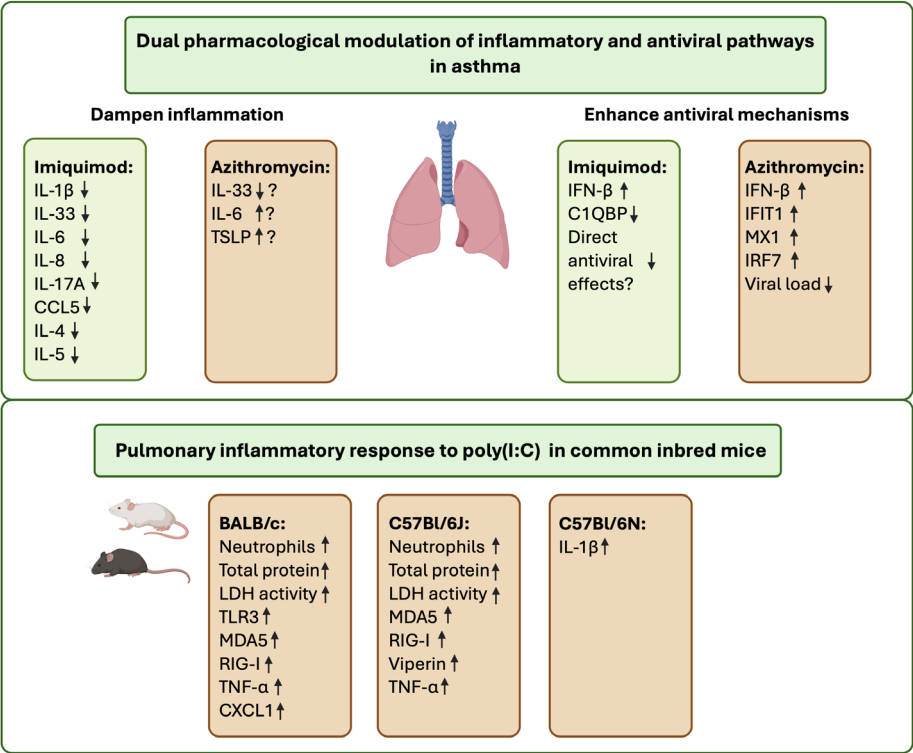 Dual pharmacological modulation of inflammatory and antiviral pathways
in asthma
Dampen inflammation
Imiquimod:
IL-1β ↓
IL-33 ↓
IL-6 ↓
IL-8 ↓
IL-17A ↓
CCL5 ↓
IL-4 ↓
IL-5 ↓
Azithromycin:
IL-33 ↓ ?
IL-6 ↑ ?
TSLP ↑ ?
Enhance antiviral mechanisms
Imiquimod:
IFN-β ↑
C1QBP ↓
Direct
antiviral ↓
effects?
Azithromycin:
IFN-β ↑
IFIT1 ↑
MX1 ↑
IRF7 ↑
Viral load ↓
Pulmonary inflammatory response to poly(I:C) in common inbred mice
BALB/c:
Neutrophils ↑
Total protein ↑
LDH activity ↑
TLR3 ↑
MDA5 ↑
RIG-I ↑
TNF-α ↑
CXCL1 ↑
C57Bl/6J:
Neutrophils ↑
Total protein ↑
LDH activity ↑
MDA5 ↑
RIG-I ↑
Viperin ↑
TNF-α ↑
C57Bl/6N:
IL-1β ↑